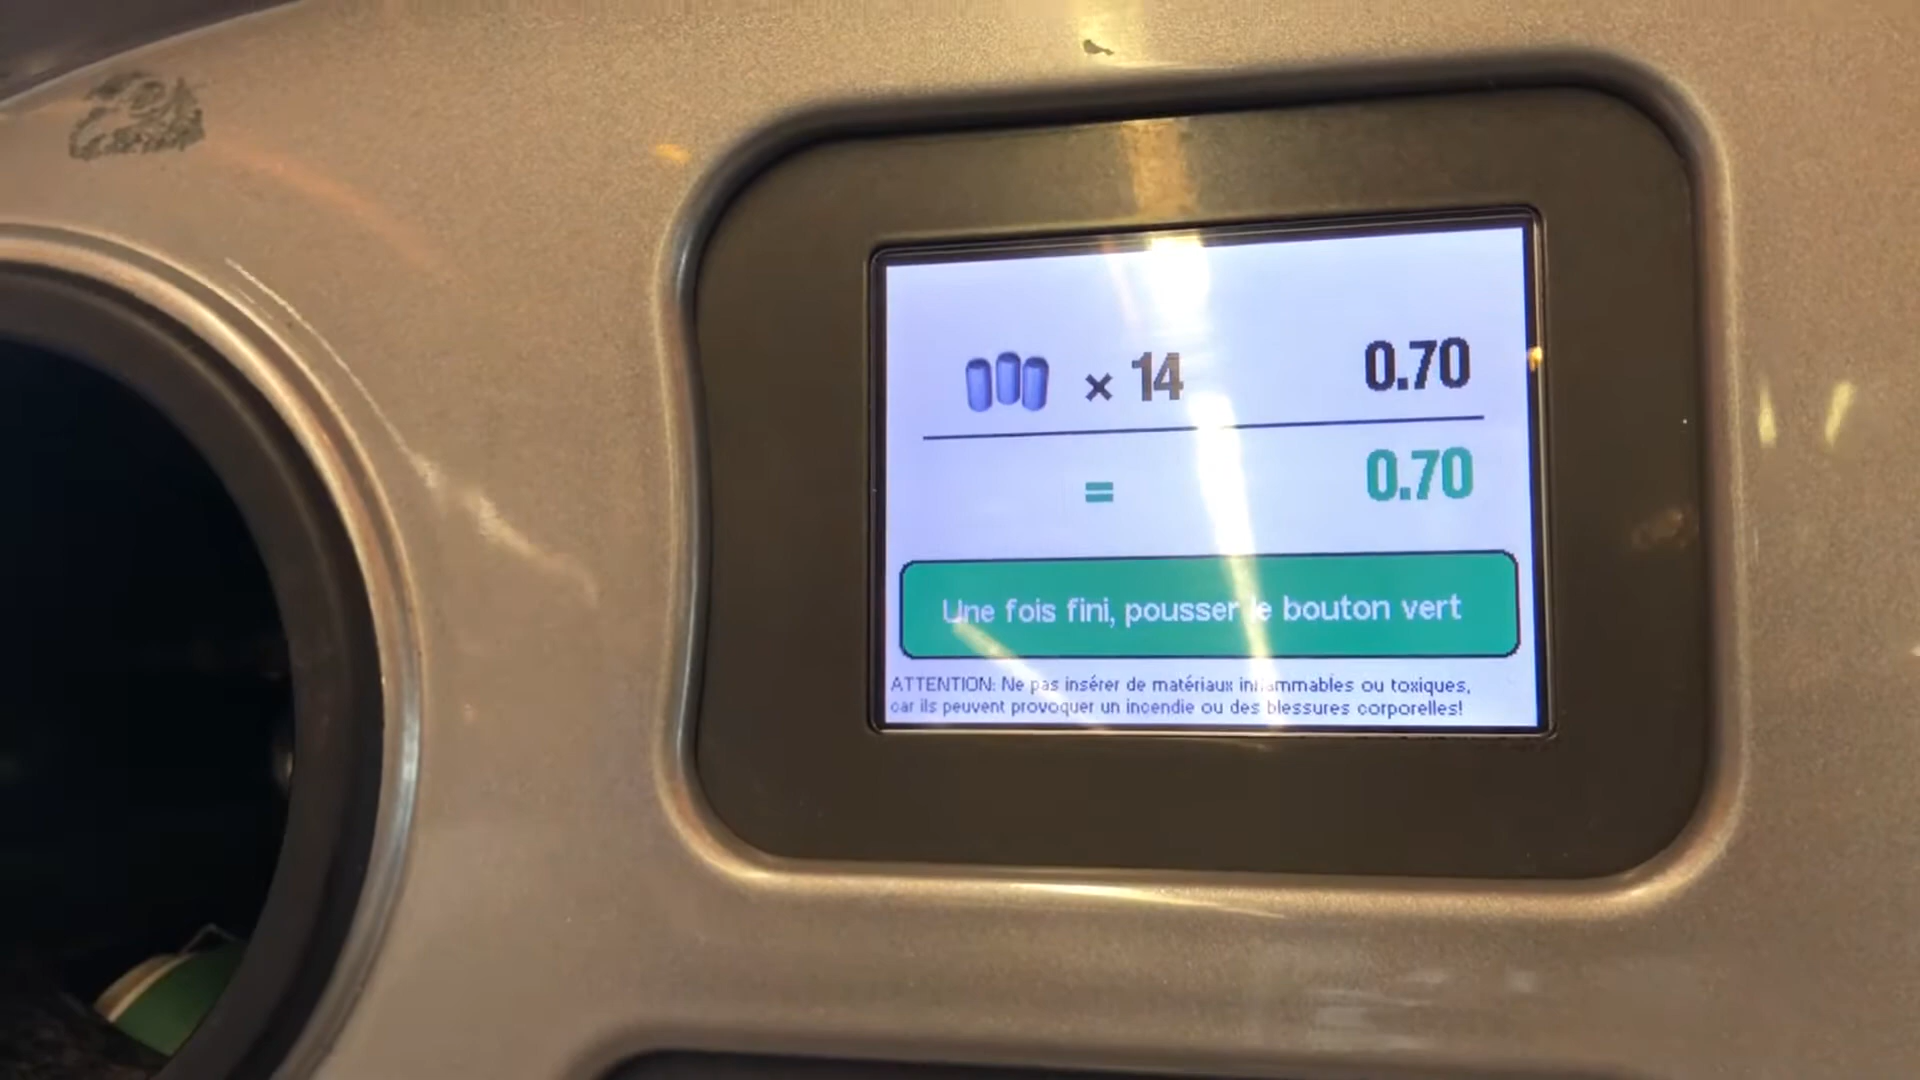 × 14 0.70
= 0.70
Une fois fini, pousser le bouton vert
ATTENTION: Ne pas insérer de matériaux inflammables ou toxiques,
car ils peuvent provoquer un incendie ou des blessures corporelles!